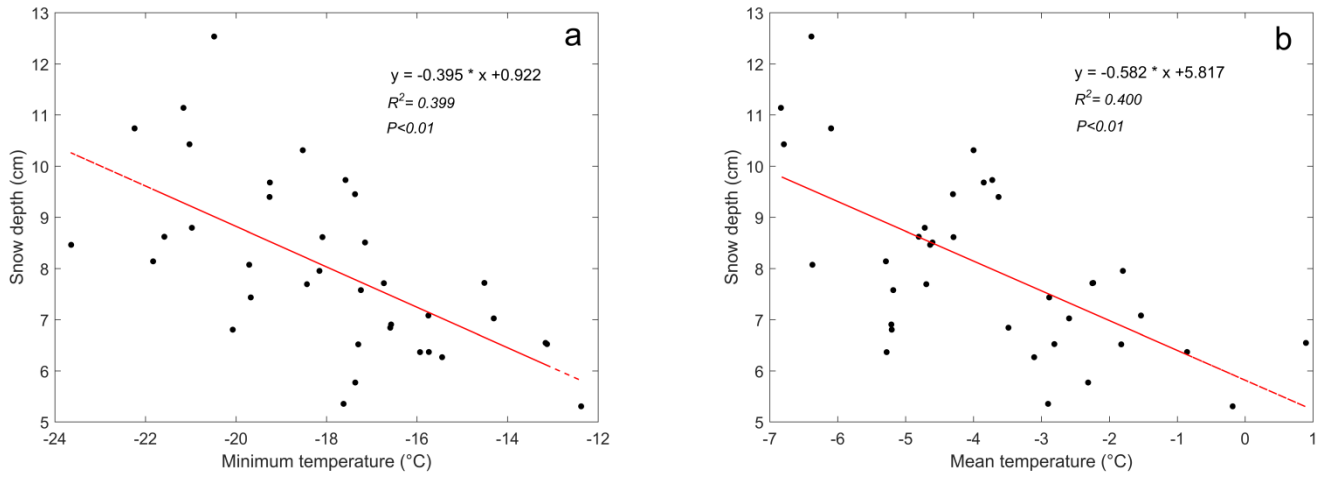 a
y = -0.395 * x +0.922
R²= 0.399
P<0.01
13
12
11
10
9
8
7
6
5
Snow depth (cm)
-24 -22 -20 -18 -16 -14 -12
Minimum temperature (°C)
b
y = -0.582 * x +5.817
R²= 0.400
P<0.01
13
12
11
10
9
8
7
6
5
Snow depth (cm)
-7 -6 -5 -4 -3 -2 -1 0 1
Mean temperature (°C)